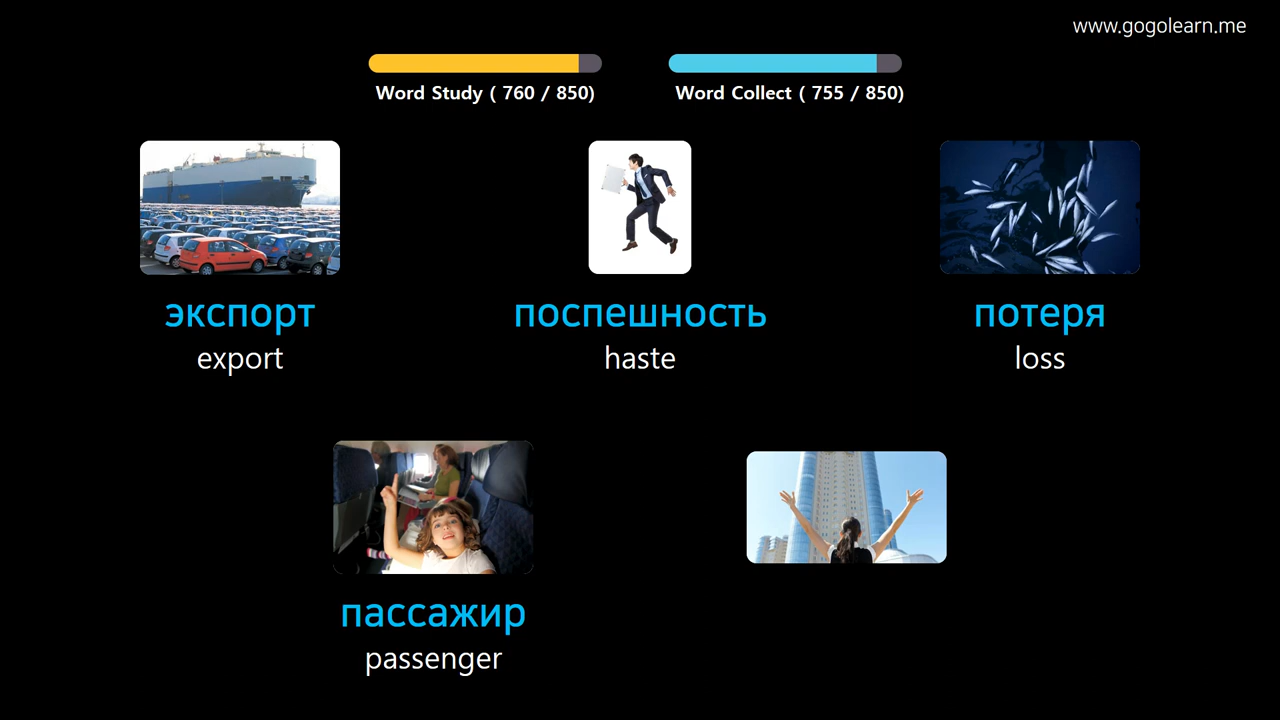 www.gogolearn.me
Word Study ( 760 / 850)
Word Collect ( 755 / 850)
экспорт
export
поспешность
haste
потеря
loss
пассажир
passenger